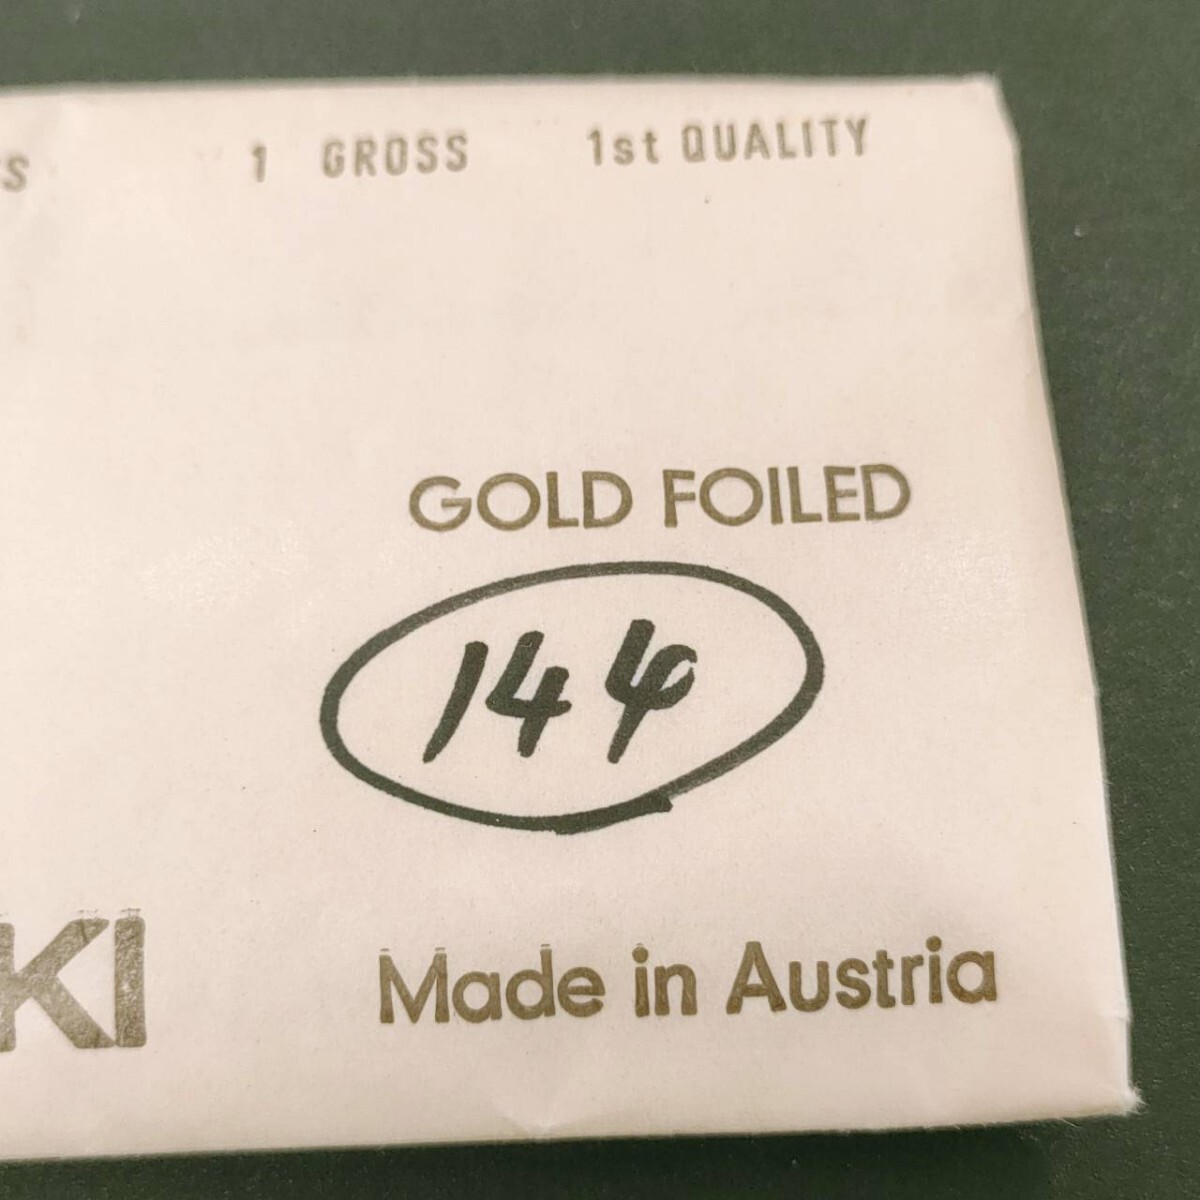 1 GROSS 1st QUALITY
GOLD FOILED
144
KI Made in Austria